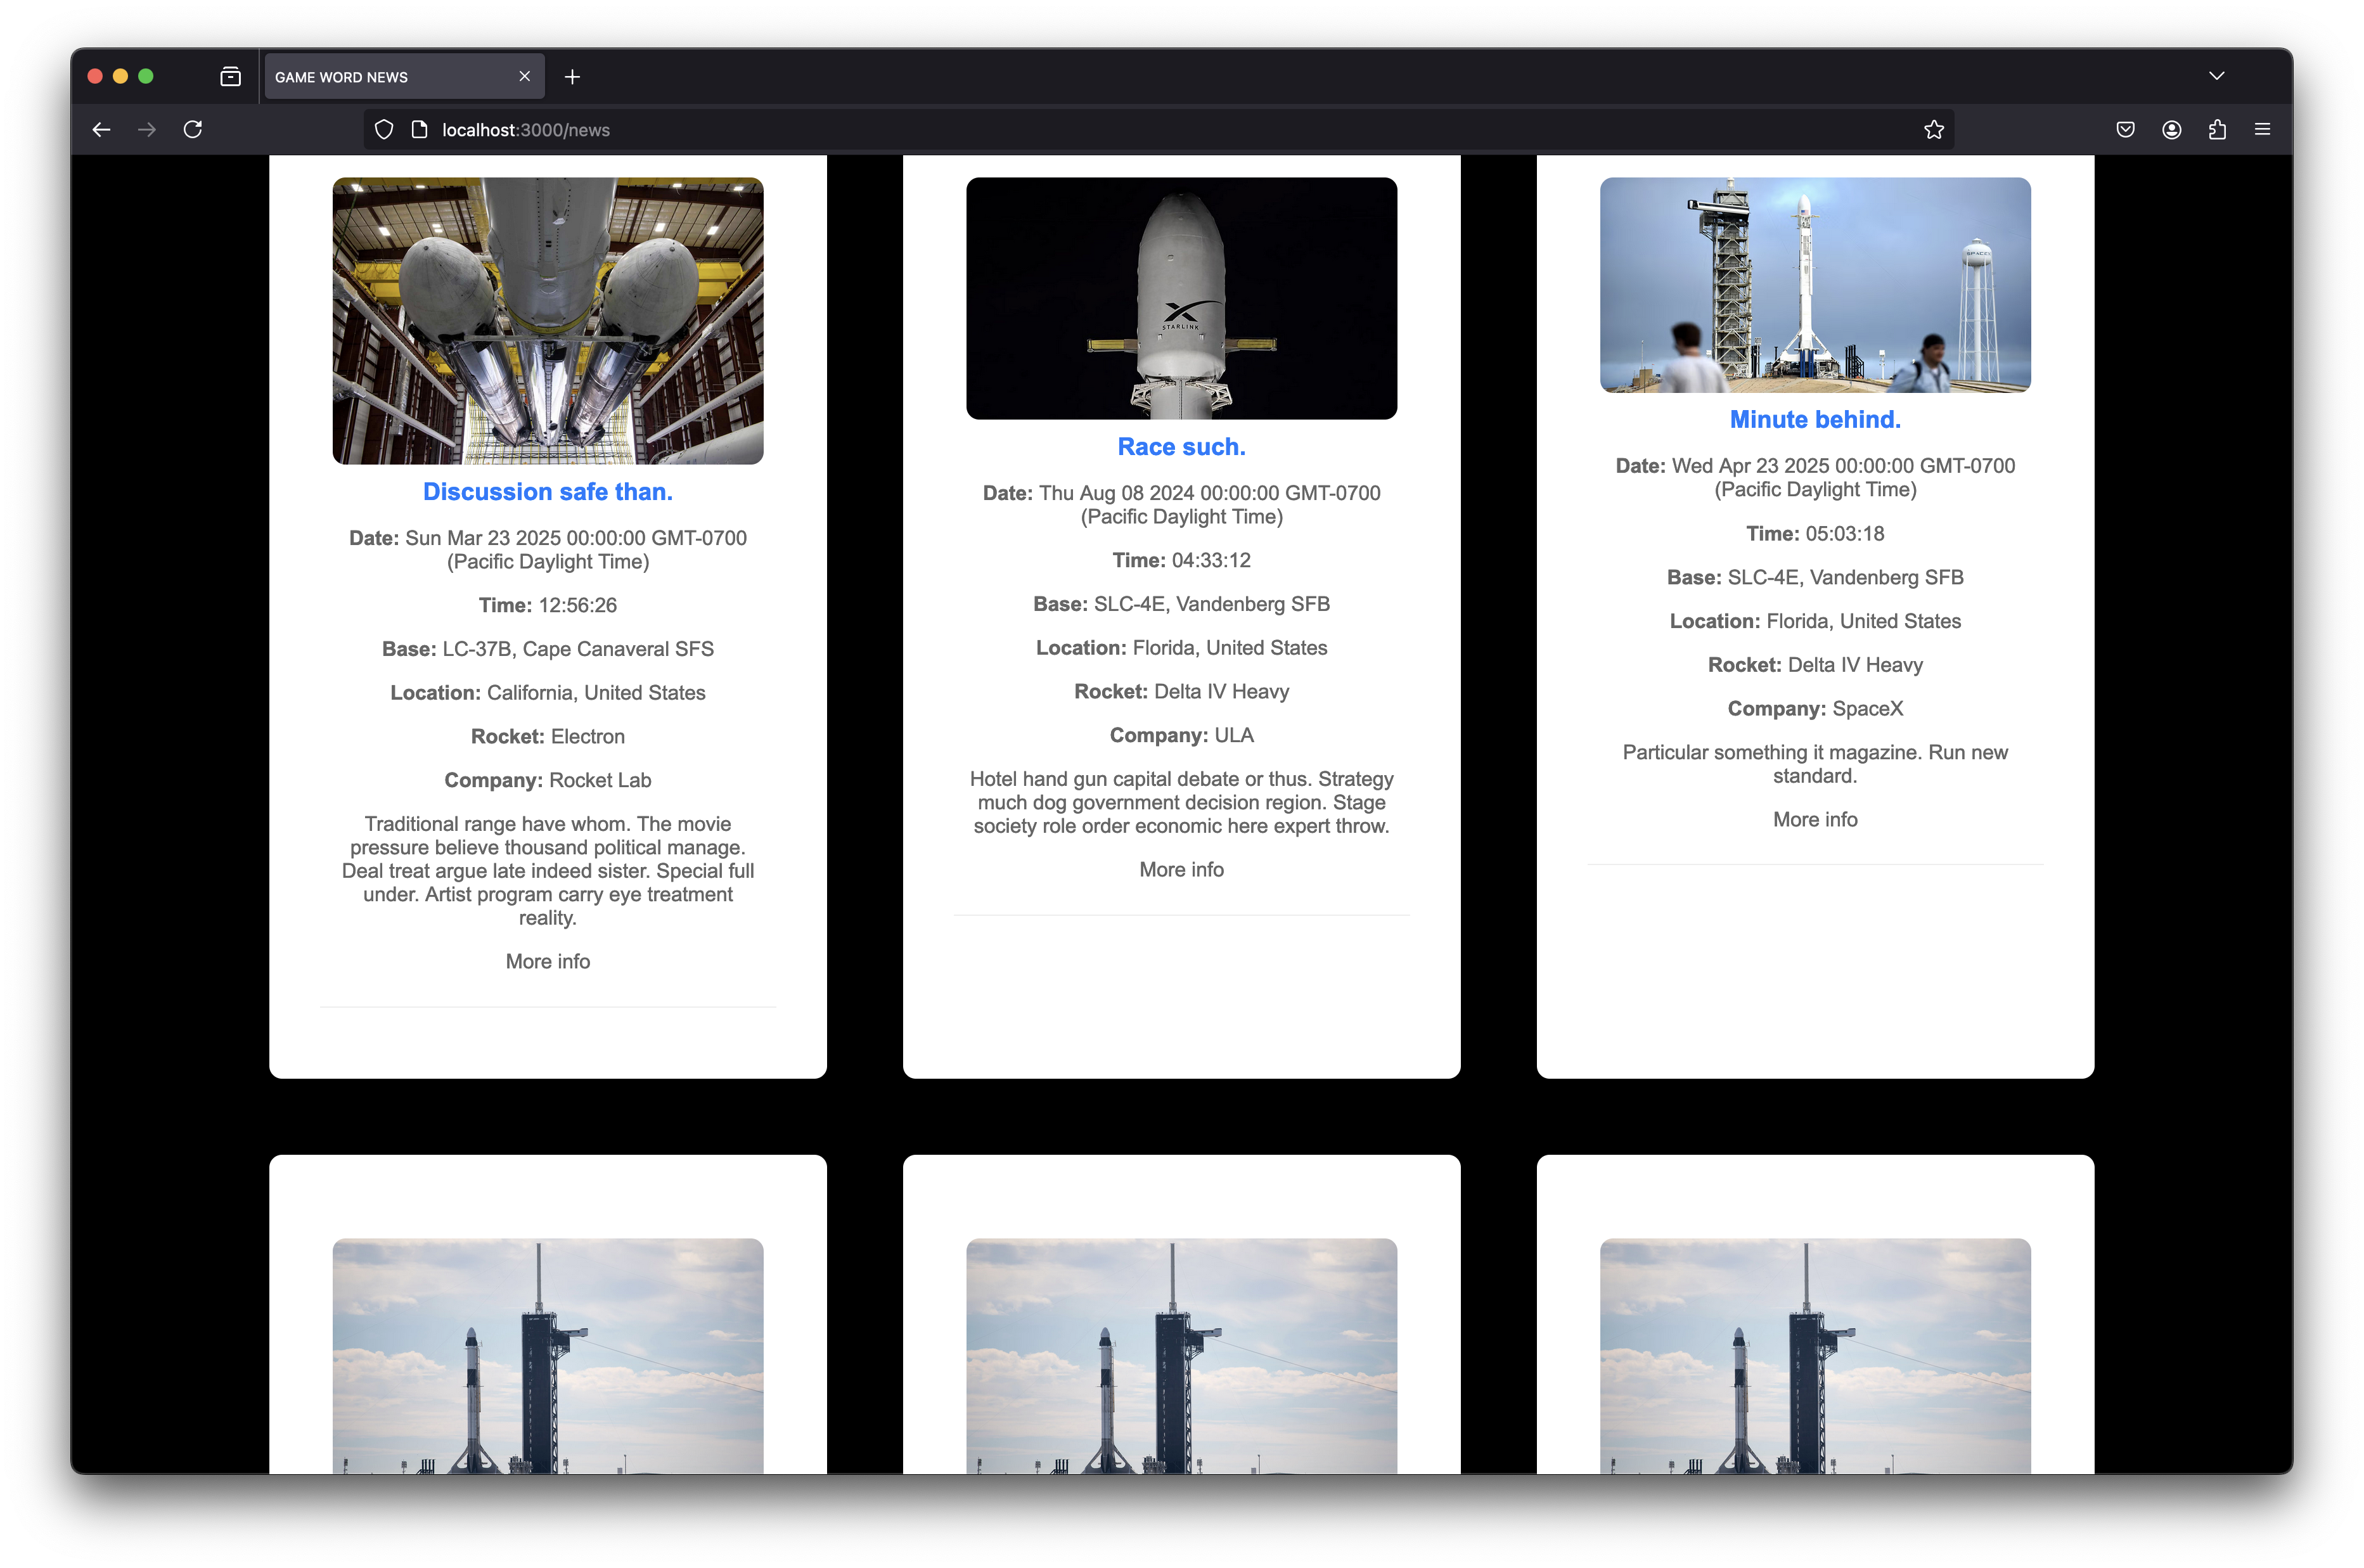 GAME WORD NEWS
localhost:3000/news
STARLINK
SPACEX
Discussion safe than.
Date: Sun Mar 23 2025 00:00:00 GMT-0700
(Pacific Daylight Time)
Time: 12:56:26
Base: LC-37B, Cape Canaveral SFS
Location: California, United States
Rocket: Electron
Company: Rocket Lab
Traditional range have whom. The movie
pressure believe thousand political manage.
Deal treat argue late indeed sister. Special full
under. Artist program carry eye treatment
reality.
More info
Race such.
Date: Thu Aug 08 2024 00:00:00 GMT-0700
(Pacific Daylight Time)
Time: 04:33:12
Base: SLC-4E, Vandenberg SFB
Location: Florida, United States
Rocket: Delta IV Heavy
Company: ULA
Hotel hand gun capital debate or thus. Strategy
much dog government decision region. Stage
society role order economic here expert throw.
More info
Minute behind.
Date: Wed Apr 23 2025 00:00:00 GMT-0700
(Pacific Daylight Time)
Time: 05:03:18
Base: SLC-4E, Vandenberg SFB
Location: Florida, United States
Rocket: Delta IV Heavy
Company: SpaceX
Particular something it magazine. Run new
standard.
More info